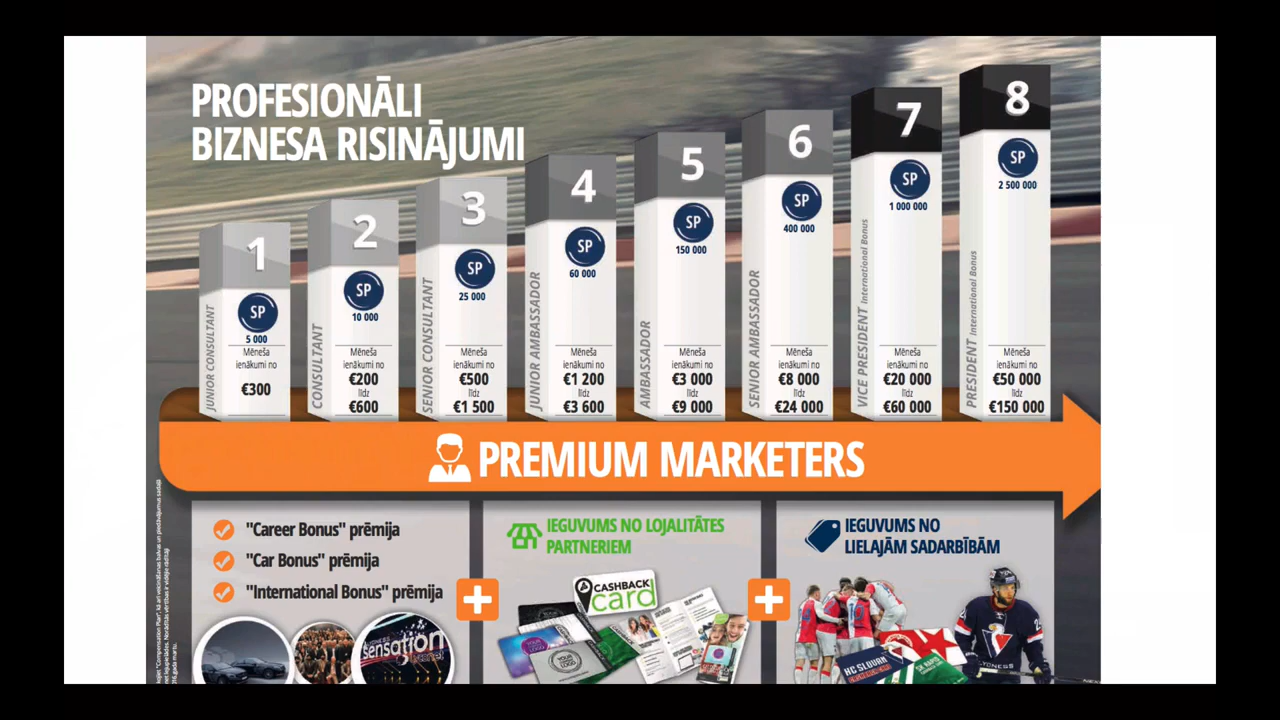 PROFESIONĀLI
BIZNESA RISINĀJUMI
1
SP
5 000
JUNIOR CONSULTANT
Mēneša
ienākumi no
€300
2
SP
10 000
CONSULTANT
Mēneša
ienākumi no
€200
līdz
€600
3
SP
25 000
SENIOR CONSULTANT
Mēneša
ienākumi no
€500
līdz
€1 500
4
SP
60 000
JUNIOR AMBASSADOR
Mēneša
ienākumi no
€1 200
līdz
€3 600
5
SP
150 000
AMBASSADOR
Mēneša
ienākumi no
€3 000
līdz
€9 000
6
SP
400 000
SENIOR AMBASSADOR
Mēneša
ienākumi no
€8 000
līdz
€24 000
7
SP
1 000 000
VICE PRESIDENT International Bonus
Mēneša
ienākumi no
€20 000
līdz
€60 000
8
SP
2 500 000
PRESIDENT International Bonus
Mēneša
ienākumi no
€50 000
līdz
€150 000
PREMIUM MARKETERS
"Career Bonus" prēmija
"Car Bonus" prēmija
"International Bonus" prēmija
sensation
IEGUVUMS NO LOJALITĀTES
PARTNERIEM
CASHBACK
card
IEGUVUMS NO
LIELAJĀM SADARBĪBĀM
HC SLOVAN
SK RAPID
LYONESS